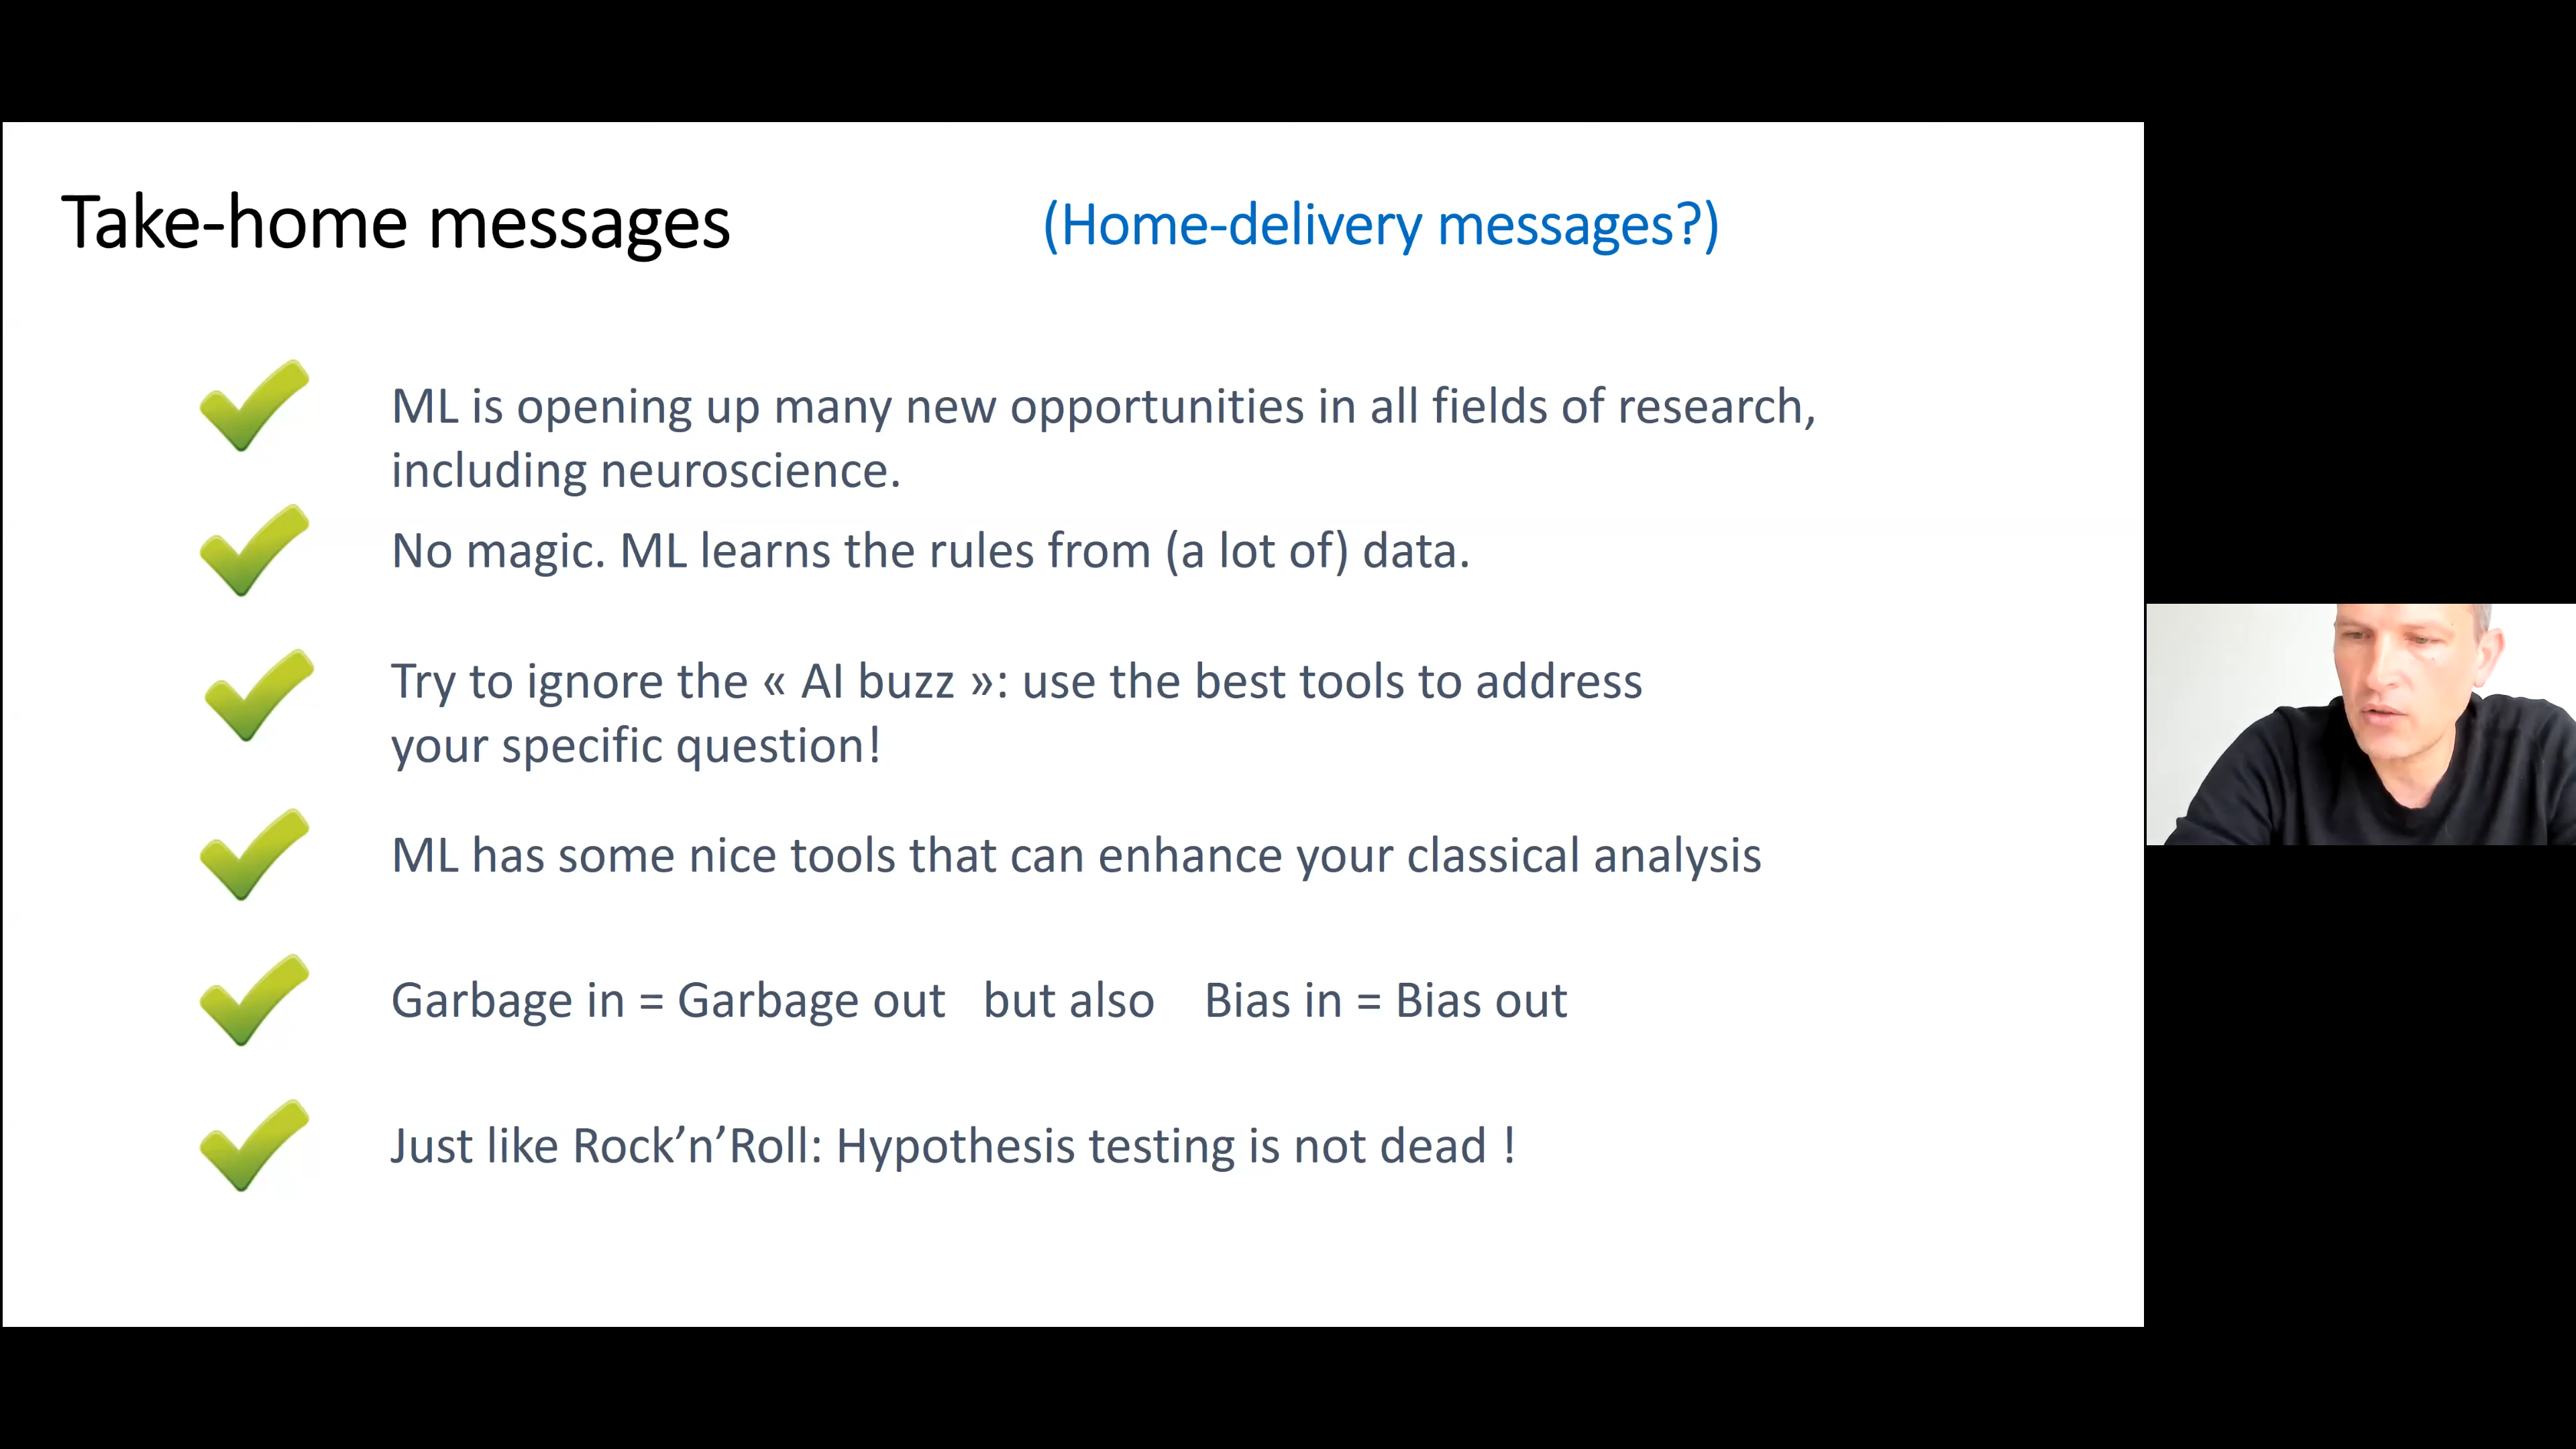 Take-home messages (Home-delivery messages?)
ML is opening up many new opportunities in all fields of research,
including neuroscience.
No magic. ML learns the rules from (a lot of) data.
Try to ignore the « AI buzz »: use the best tools to address
your specific question!
ML has some nice tools that can enhance your classical analysis
Garbage in = Garbage out but also Bias in = Bias out
Just like Rock’n’Roll: Hypothesis testing is not dead !